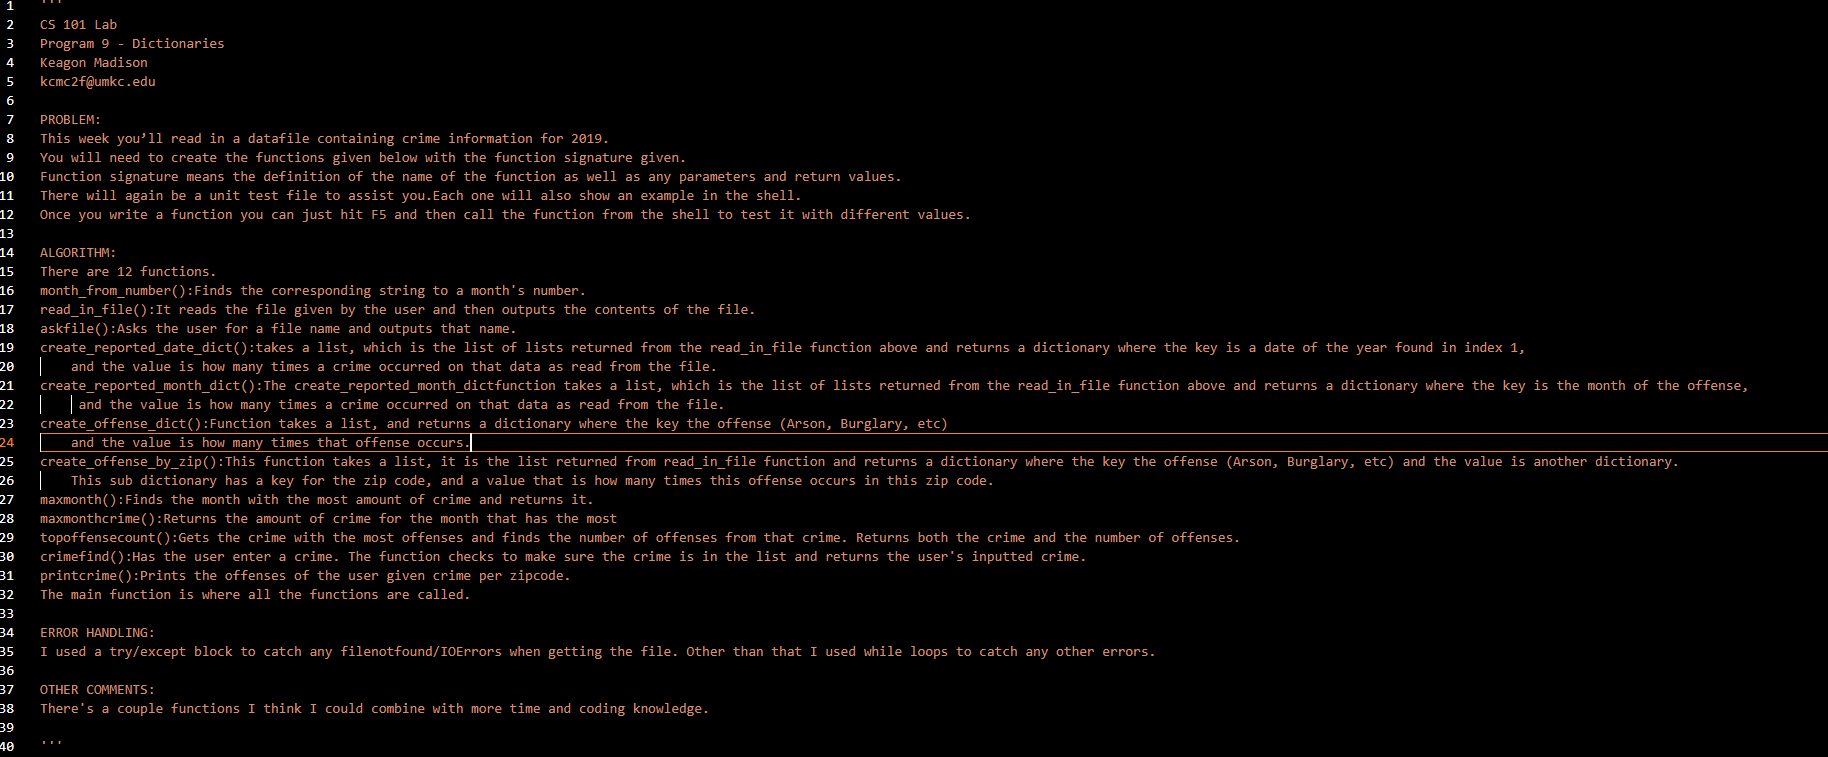 1 '''
2 CS 101 Lab
3 Program 9 - Dictionaries
4 Keagon Madison
5 kcmc2f@umkc.edu
6
7 PROBLEM:
8 This week you’ll read in a datafile containing crime information for 2019.
9 You will need to create the functions given below with the function signature given.
10 Function signature means the definition of the name of the function as well as any parameters and return values.
11 There will again be a unit test file to assist you.Each one will also show an example in the shell.
12 Once you write a function you can just hit F5 and then call the function from the shell to test it with different values.
13
14 ALGORITHM:
15 There are 12 functions.
16 month_from_number():Finds the corresponding string to a month's number.
17 read_in_file():It reads the file given by the user and then outputs the contents of the file.
18 askfile():Asks the user for a file name and outputs that name.
19 create_reported_date_dict():takes a list, which is the list of lists returned from the read_in_file function above and returns a dictionary where the key is a date of the year found in index 1,
20 and the value is how many times a crime occurred on that data as read from the file.
21 create_reported_month_dict():The create_reported_month_dictfunction takes a list, which is the list of lists returned from the read_in_file function above and returns a dictionary where the key is the month of the offense,
22 and the value is how many times a crime occurred on that data as read from the file.
23 create_offense_dict():Function takes a list, and returns a dictionary where the key the offense (Arson, Burglary, etc)
24 and the value is how many times that offense occurs.
25 create_offense_by_zip():This function takes a list, it is the list returned from read_in_file function and returns a dictionary where the key the offense (Arson, Burglary, etc) and the value is another dictionary.
26 This sub dictionary has a key for the zip code, and a value that is how many times this offense occurs in this zip code.
27 maxmonth():Finds the month with the most amount of crime and returns it.
28 maxmonthcrime():Returns the amount of crime for the month that has the most
29 topoffensecount():Gets the crime with the most offenses and finds the number of offenses from that crime. Returns both the crime and the number of offenses.
30 crimefind():Has the user enter a crime. The function checks to make sure the crime is in the list and returns the user's inputted crime.
31 printcrime():Prints the offenses of the user given crime per zipcode.
32 The main function is where all the functions are called.
33
34 ERROR HANDLING:
35 I used a try/except block to catch any filenotfound/IOErrors when getting the file. Other than that I used while loops to catch any other errors.
36
37 OTHER COMMENTS:
38 There's a couple functions I think I could combine with more time and coding knowledge.
39
40 '''